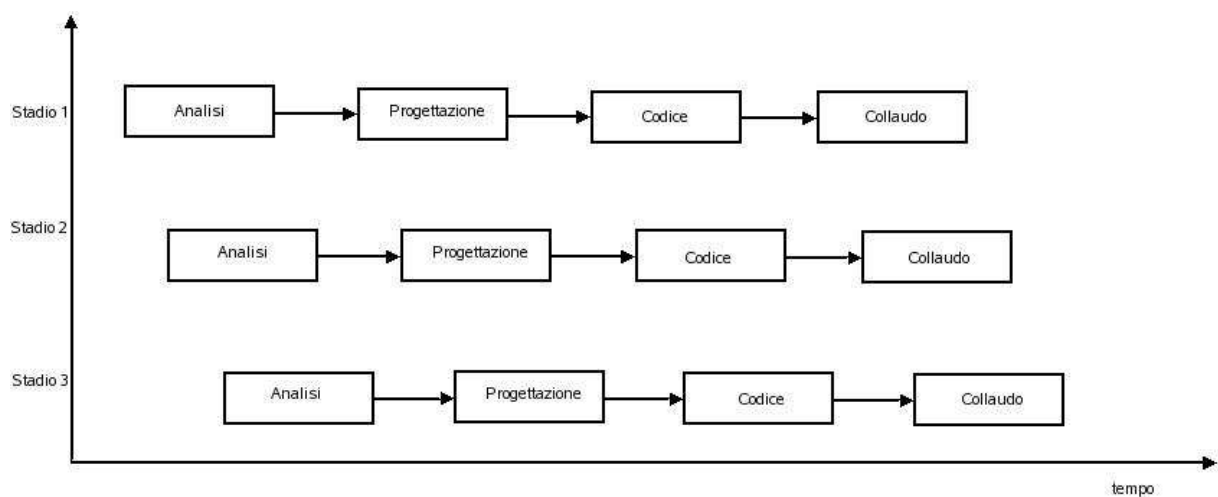 Stadio 1
Analisi
Progettazione
Codice
Collaudo
Stadio 2
Analisi
Progettazione
Codice
Collaudo
Stadio 3
Analisi
Progettazione
Codice
Collaudo
tempo